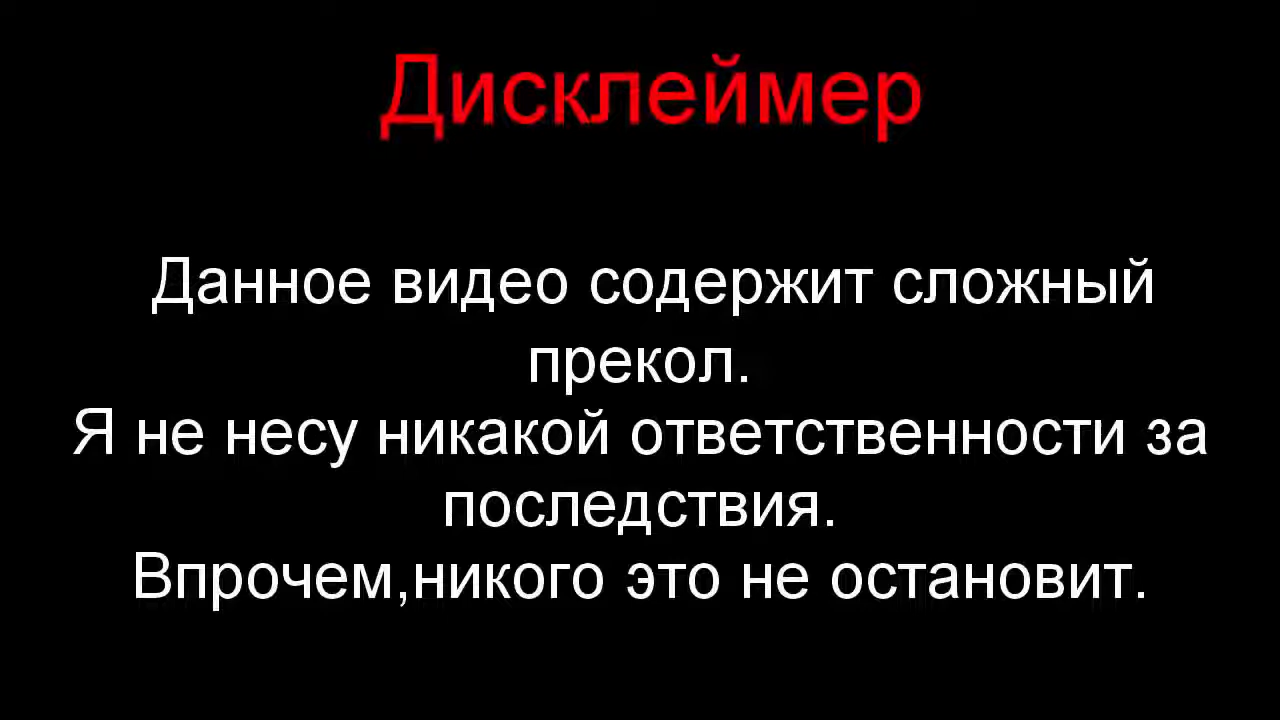 Дисклеймер
Данное видео содержит сложный
прекол.
Я не несу никакой ответственности за
последствия.
Впрочем,никого это не остановит.